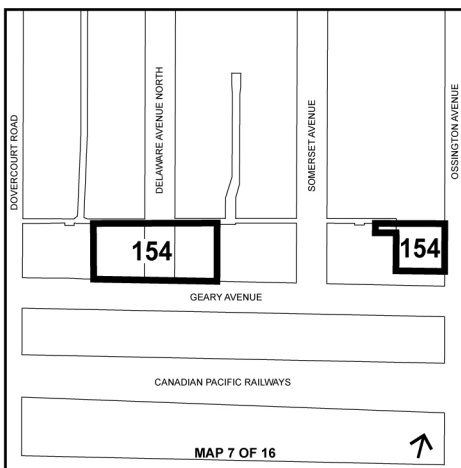 DOVERCOURT ROAD
DELAWARE AVENUE NORTH
SOMERSET AVENUE
OSSINGTON AVENUE
154
154
GEARY AVENUE
CANADIAN PACIFIC RAILWAYS
MAP 7 OF 16